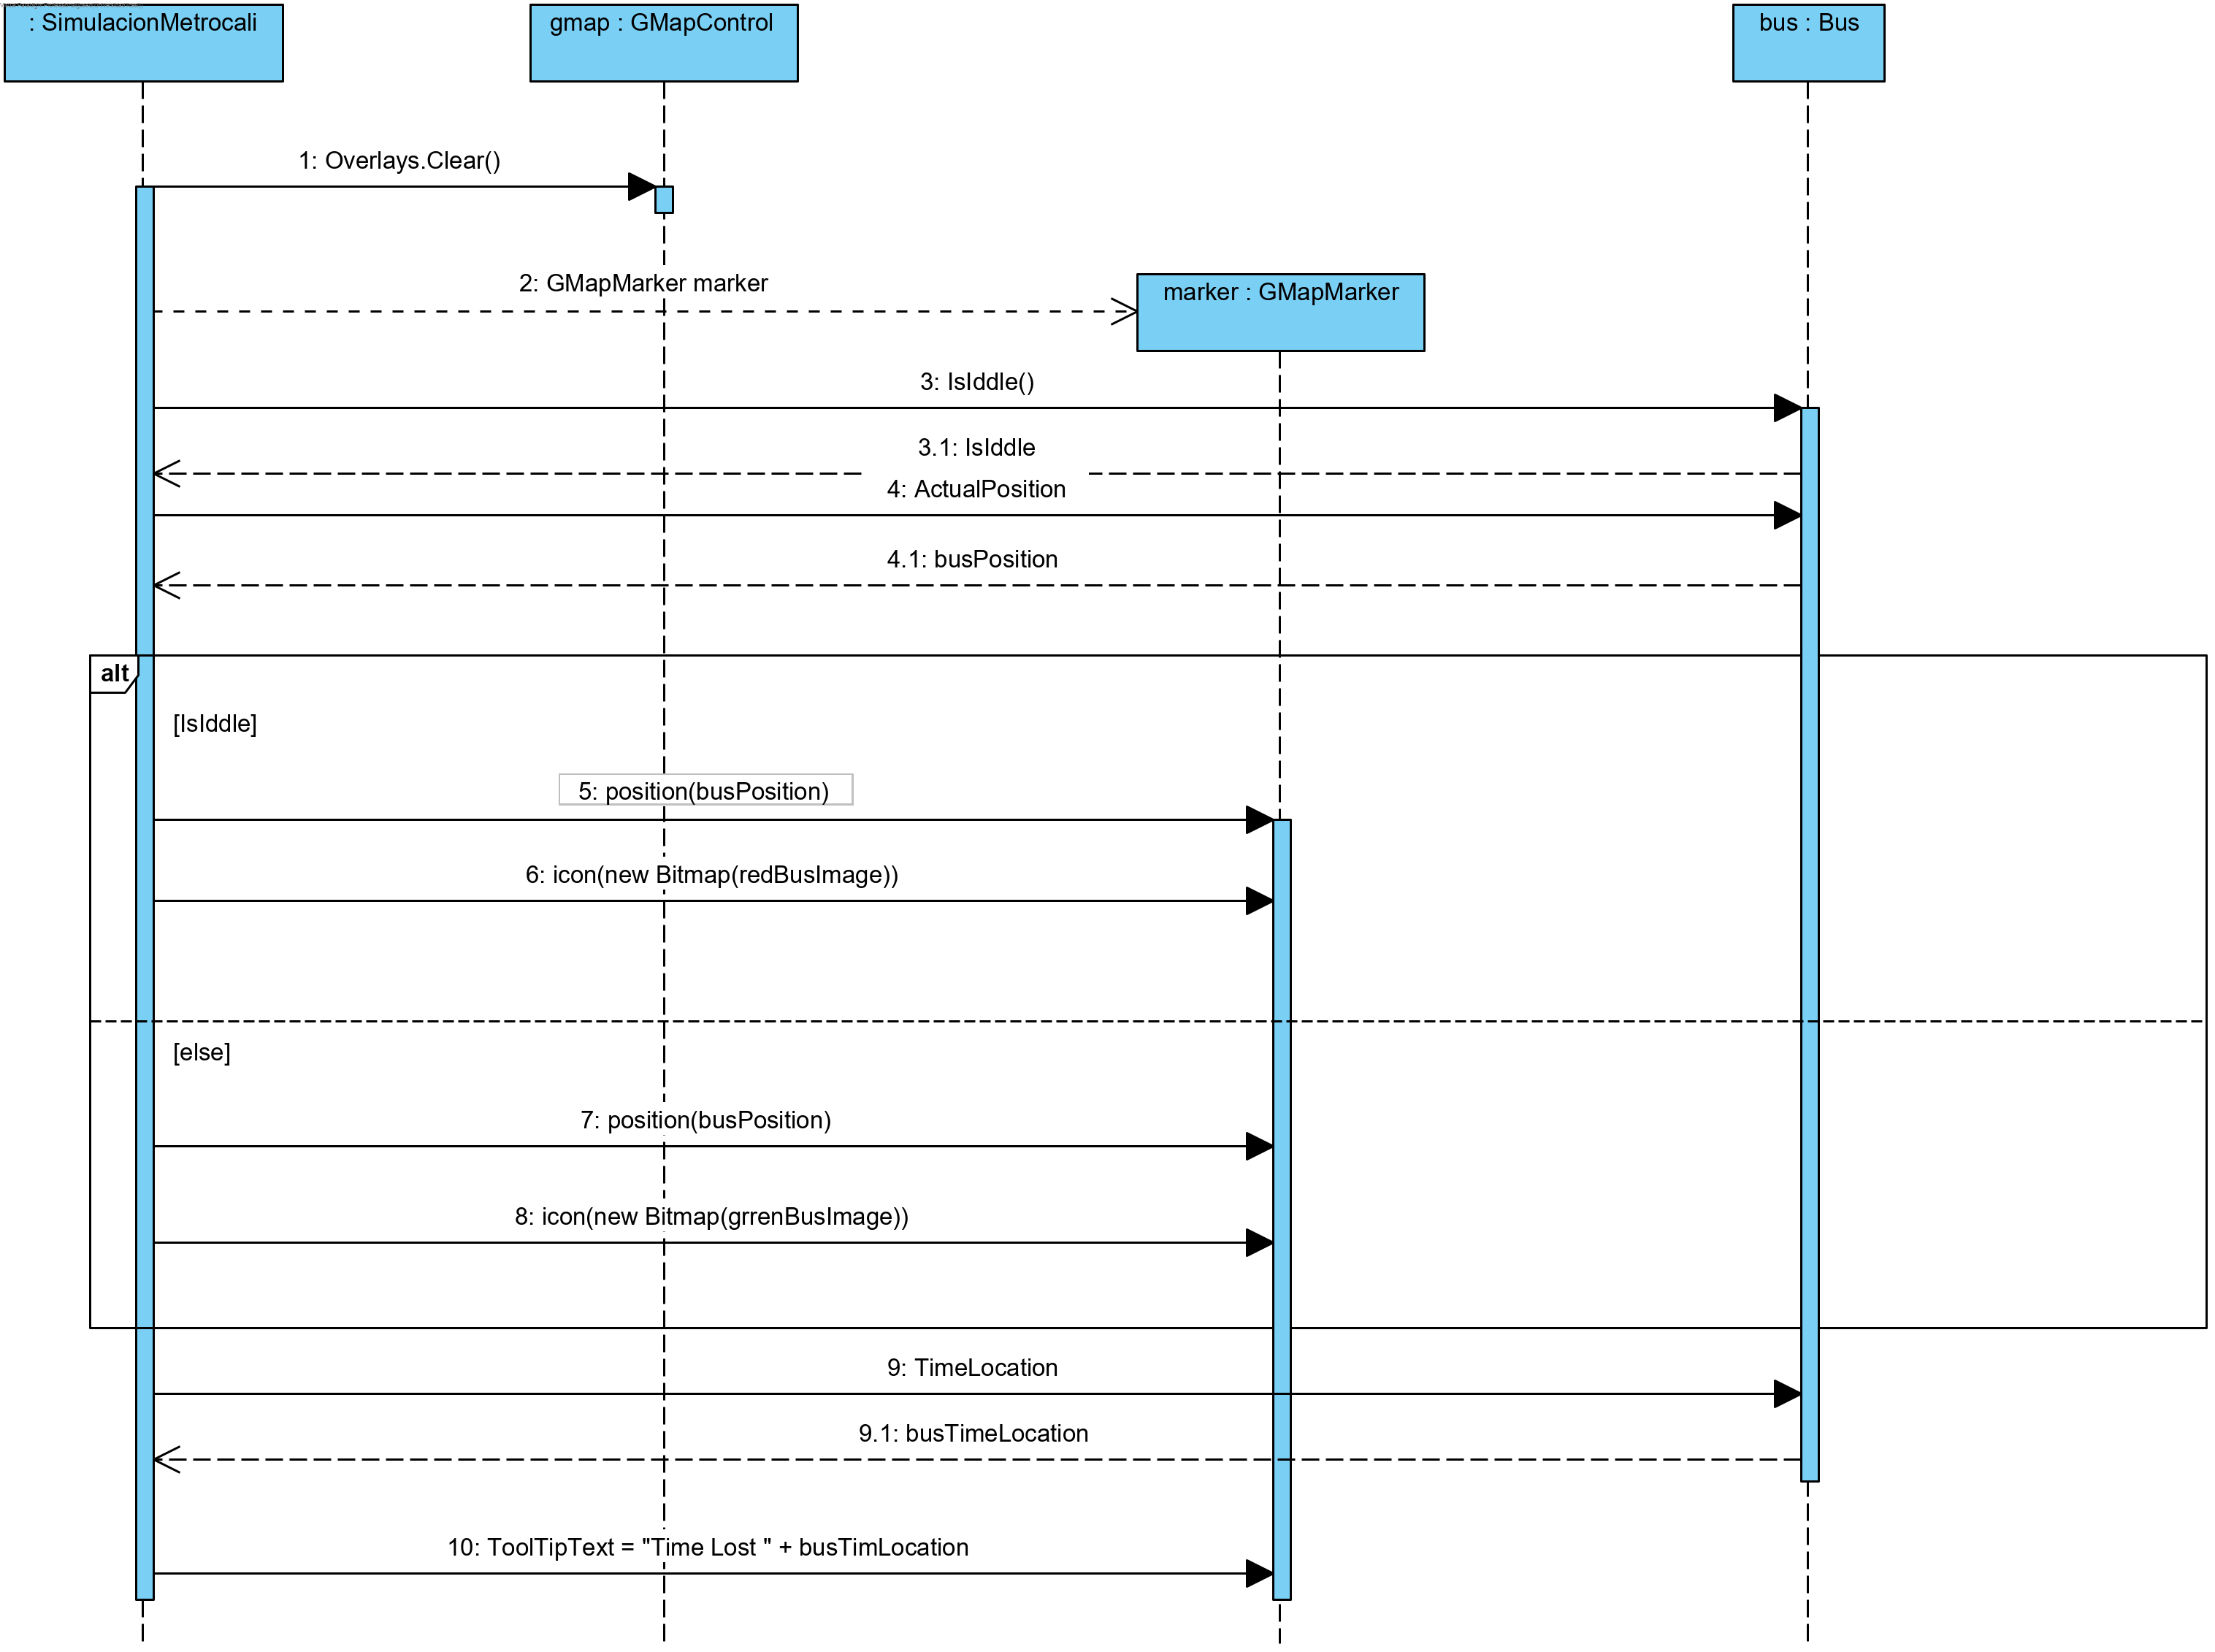 : SimulacionMetrocali
gmap : GMapControl
bus : Bus
1: Overlays.Clear()
2: GMapMarker marker
marker : GMapMarker
3: IsIddle()
3.1: IsIddle
4: ActualPosition
4.1: busPosition
alt
[IsIddle]
5: position(busPosition)
6: icon(new Bitmap(redBusImage))
[else]
7: position(busPosition)
8: icon(new Bitmap(grrenBusImage))
9: TimeLocation
9.1: busTimeLocation
10: ToolTipText = "Time Lost " + busTimLocation